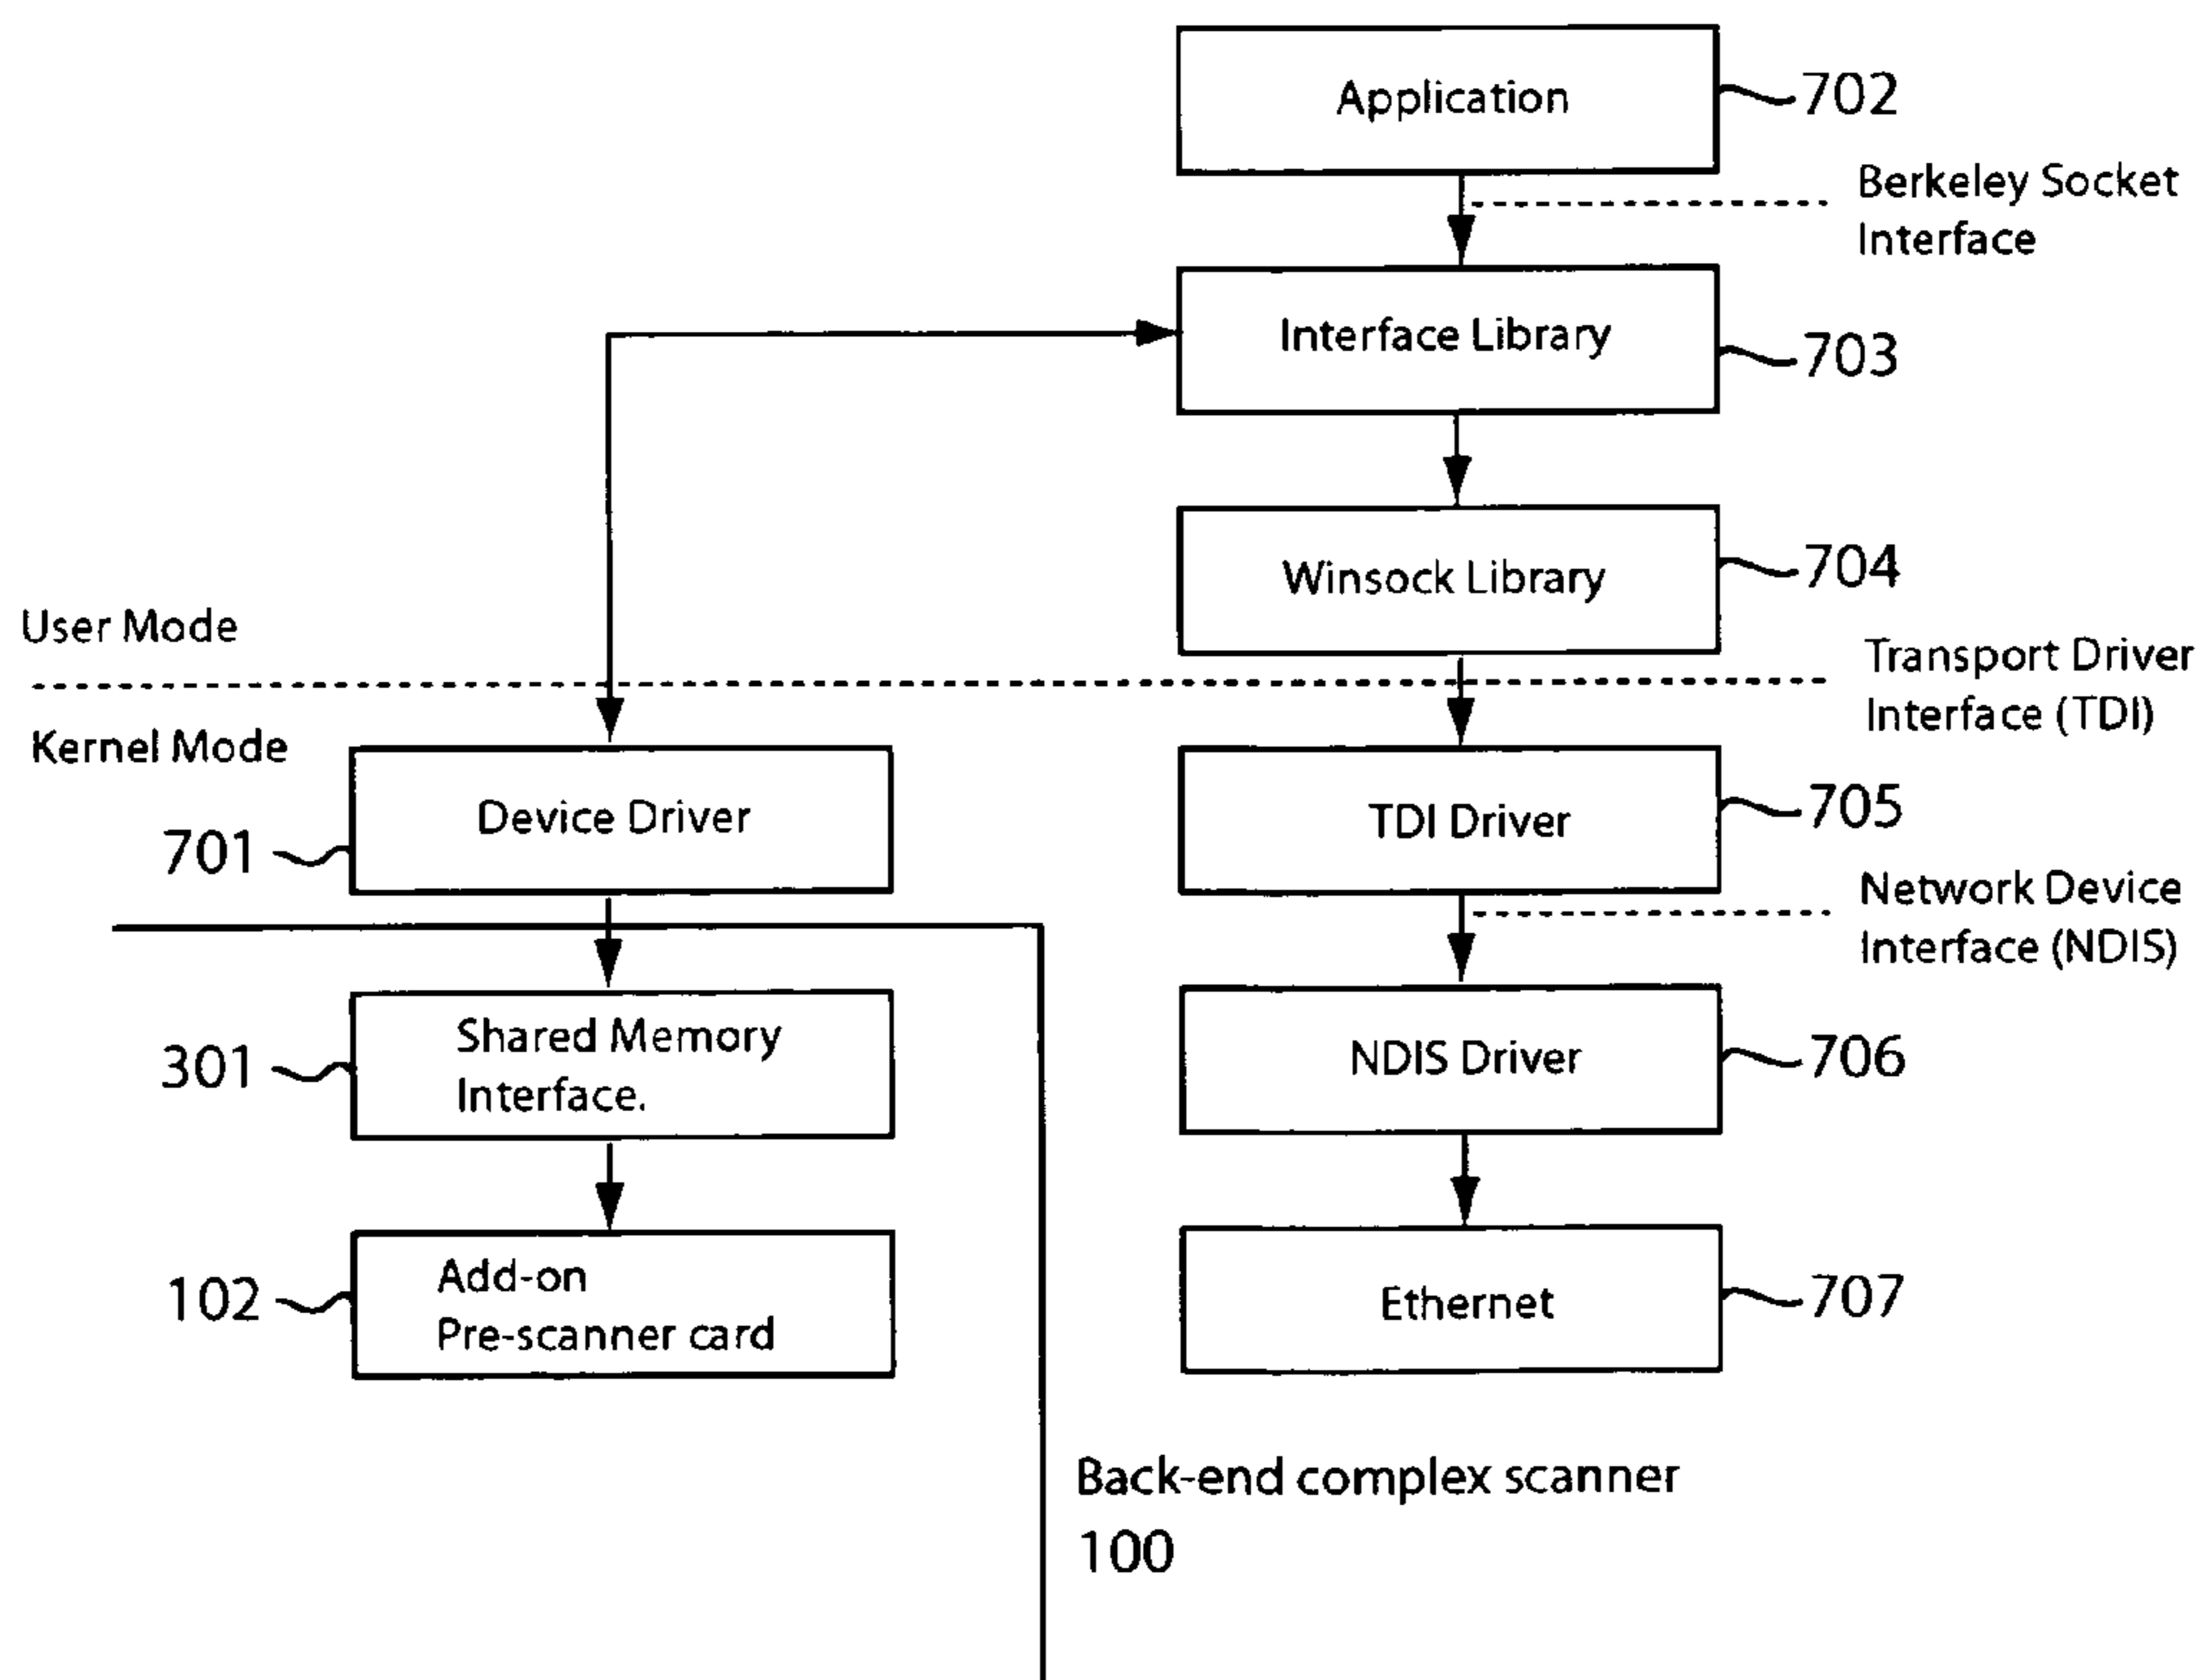 Application
702
Berkeley Socket
Interface
Interface Library
703
Winsock Library
704
User Mode
Transport Driver
Interface (TDI)
Kernel Mode
Device Driver
701
TDI Driver
705
Network Device
Interface (NDIS)
Shared Memory
Interface.
301
NDIS Driver
706
Add-on
Pre-scanner card
102
Ethernet
707
Back-end complex scanner
100